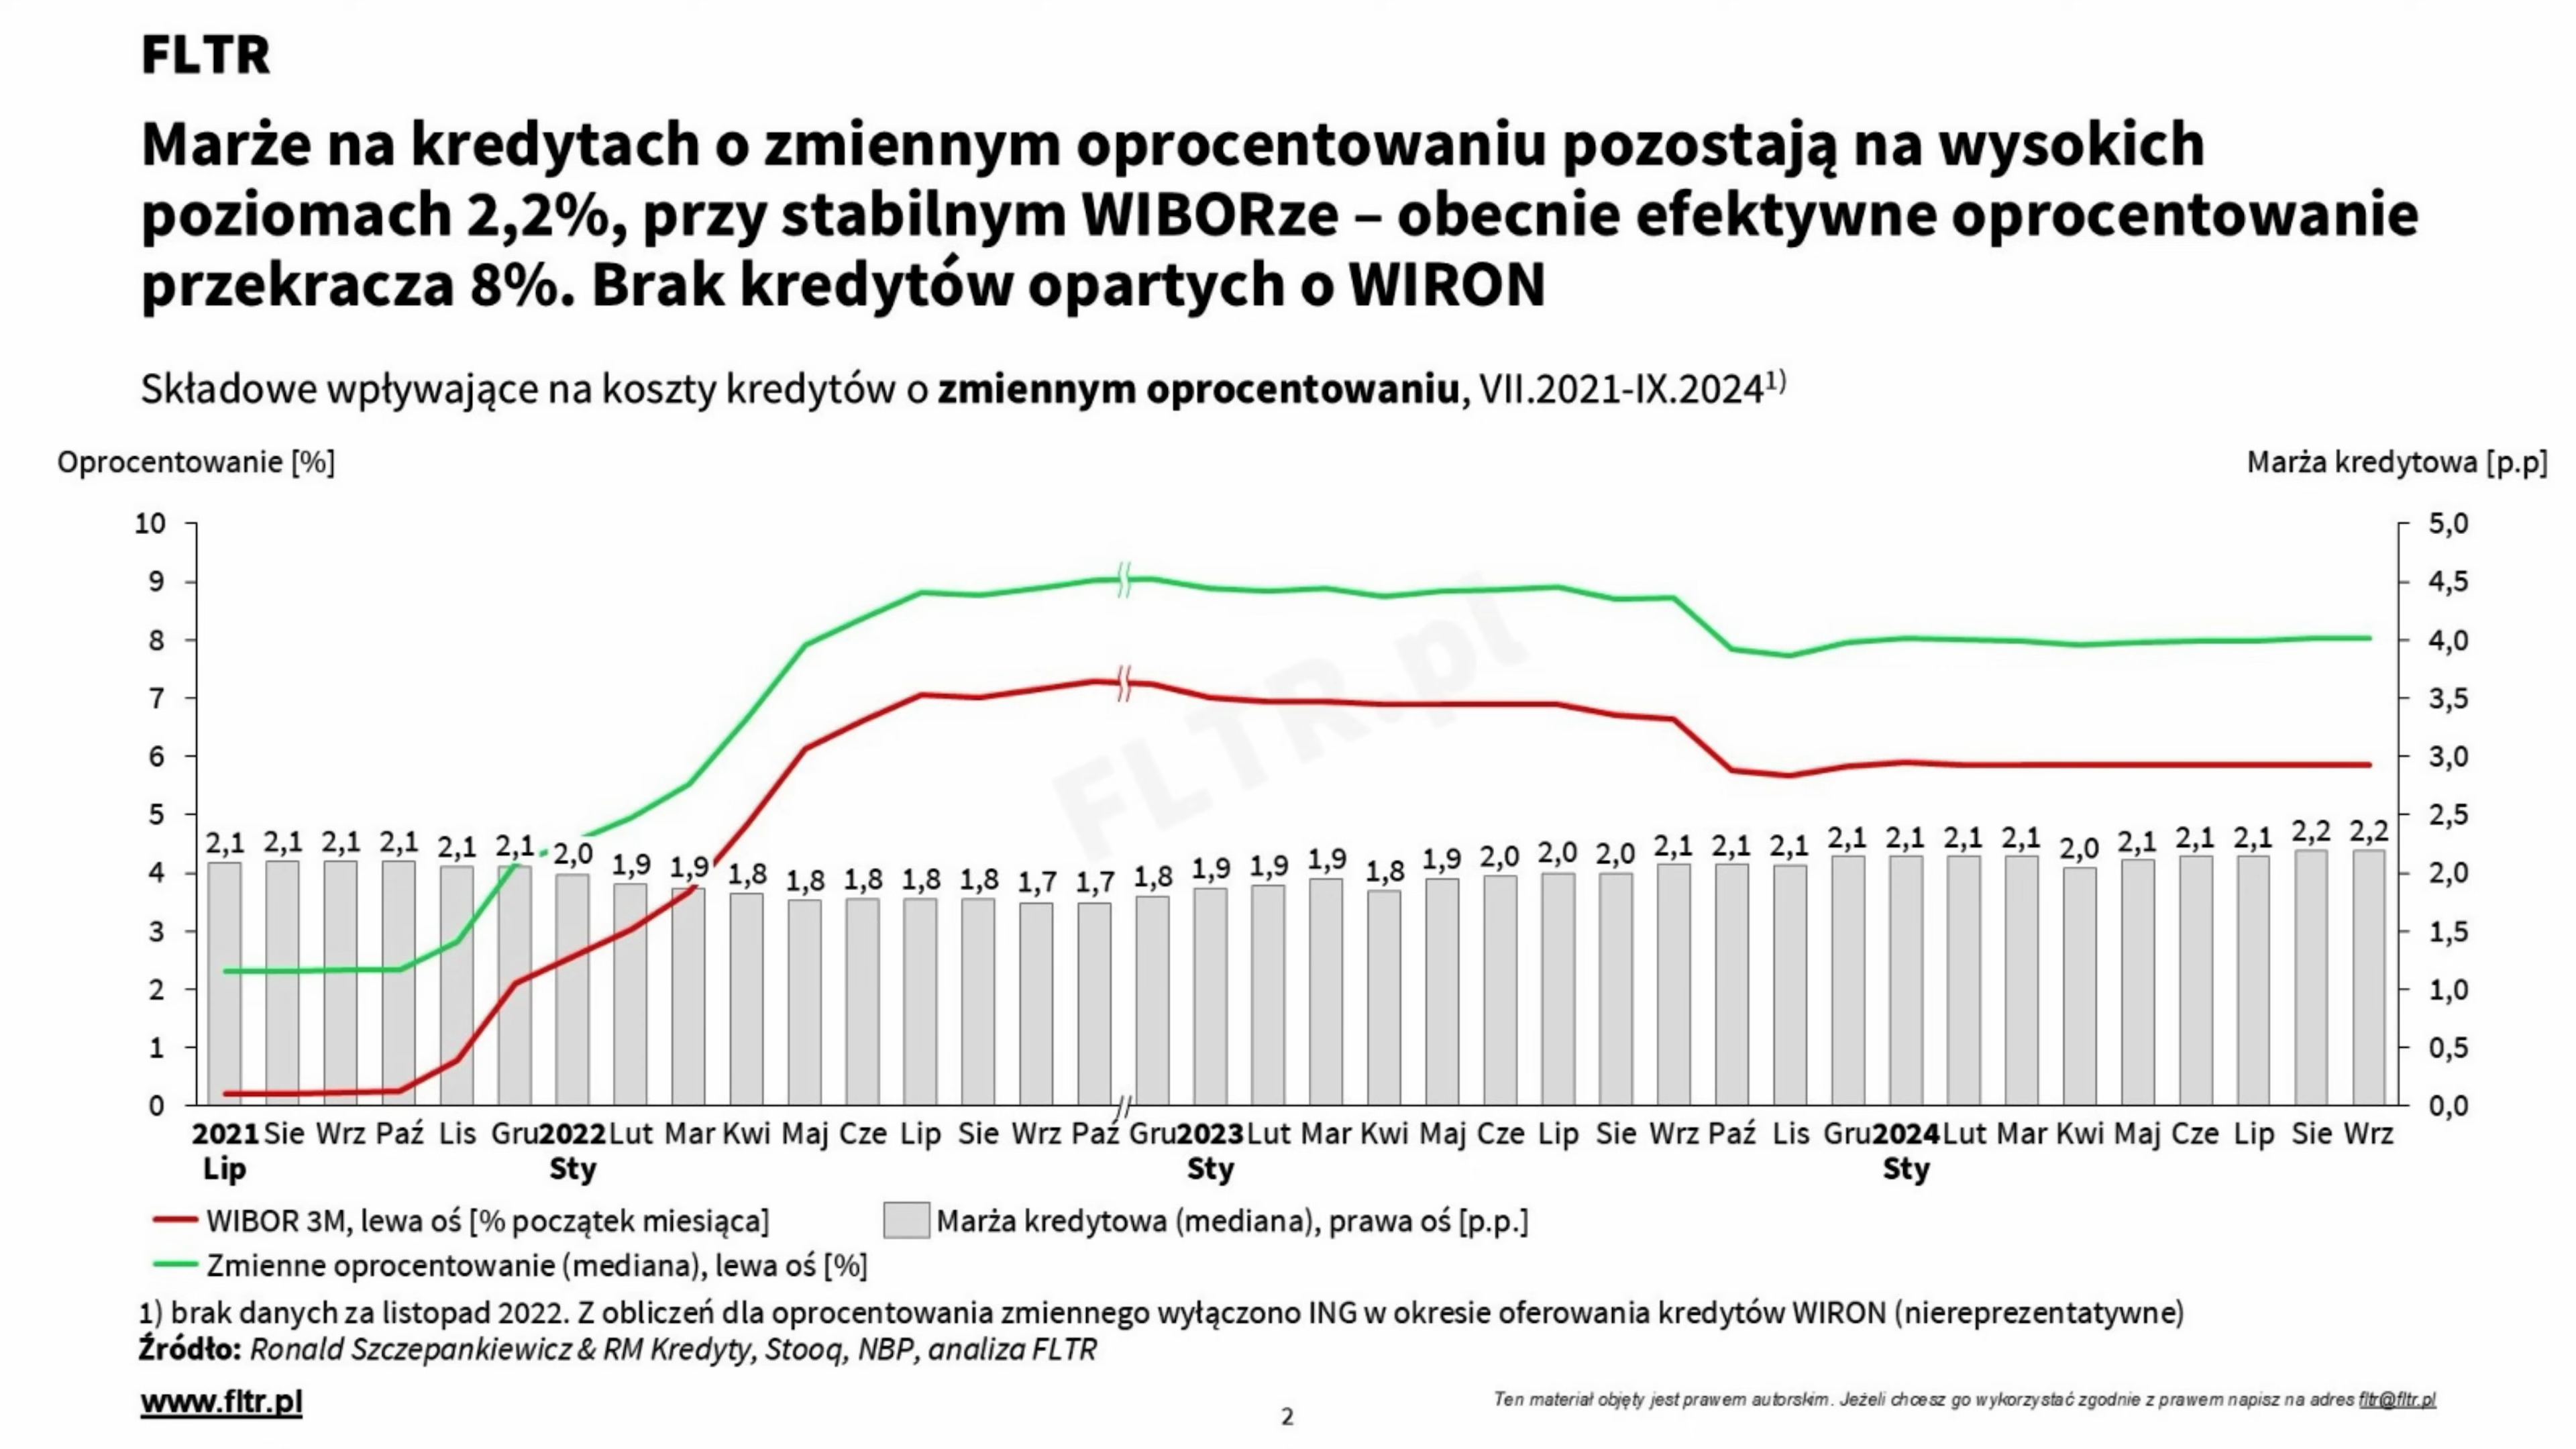 FLTR
Marże na kredytach o zmiennym oprocentowaniu pozostają na wysokich
poziomach 2,2%, przy stabilnym WIBORze – obecnie efektywne oprocentowanie
przekracza 8%. Brak kredytów opartych o WIRON
Składowe wpływające na koszty kredytów o zmiennym oprocentowaniu, VII.2021-IX.2024¹⁾
Oprocentowanie [%]
Marża kredytowa [p.p]
10
9
8
7
6
5
4
3
2
1
0
5,0
4,5
4,0
3,5
3,0
2,5
2,0
1,5
1,0
0,5
0,0
FLTR.pl
2,1 2,1 2,1 2,1 2,1 2,1 2,0 1,9 1,9 1,8 1,8 1,8 1,8 1,8 1,7 1,7 1,8 1,9 1,9 1,9 1,8 1,9 2,0 2,0 2,0 2,1 2,1 2,1 2,1 2,1 2,1 2,1 2,0 2,1 2,1 2,1 2,2 2,2
2021 Sie Wrz Paź Lis Gru 2022 Lut Mar Kwi Maj Cze Lip Sie Wrz Paź Gru 2023 Lut Mar Kwi Maj Cze Lip Sie Wrz Paź Lis Gru 2024 Lut Mar Kwi Maj Cze Lip Sie Wrz
Lip Sty Sty Sty
WIBOR 3M, lewa oś [% początek miesiąca]
Marża kredytowa (mediana), prawa oś [p.p.]
Zmienne oprocentowanie (mediana), lewa oś [%]
1) brak danych za listopad 2022. Z obliczeń dla oprocentowania zmiennego wyłączono ING w okresie oferowania kredytów WIRON (niereprezentatywne)
Źródło: Ronald Szczepankiewicz & RM Kredyty, Stooq, NBP, analiza FLTR
www.fltr.pl
2
Ten materiał objęty jest prawem autorskim. Jeżeli chcesz go wykorzystać zgodnie z prawem napisz na adres fltr@fltr.pl